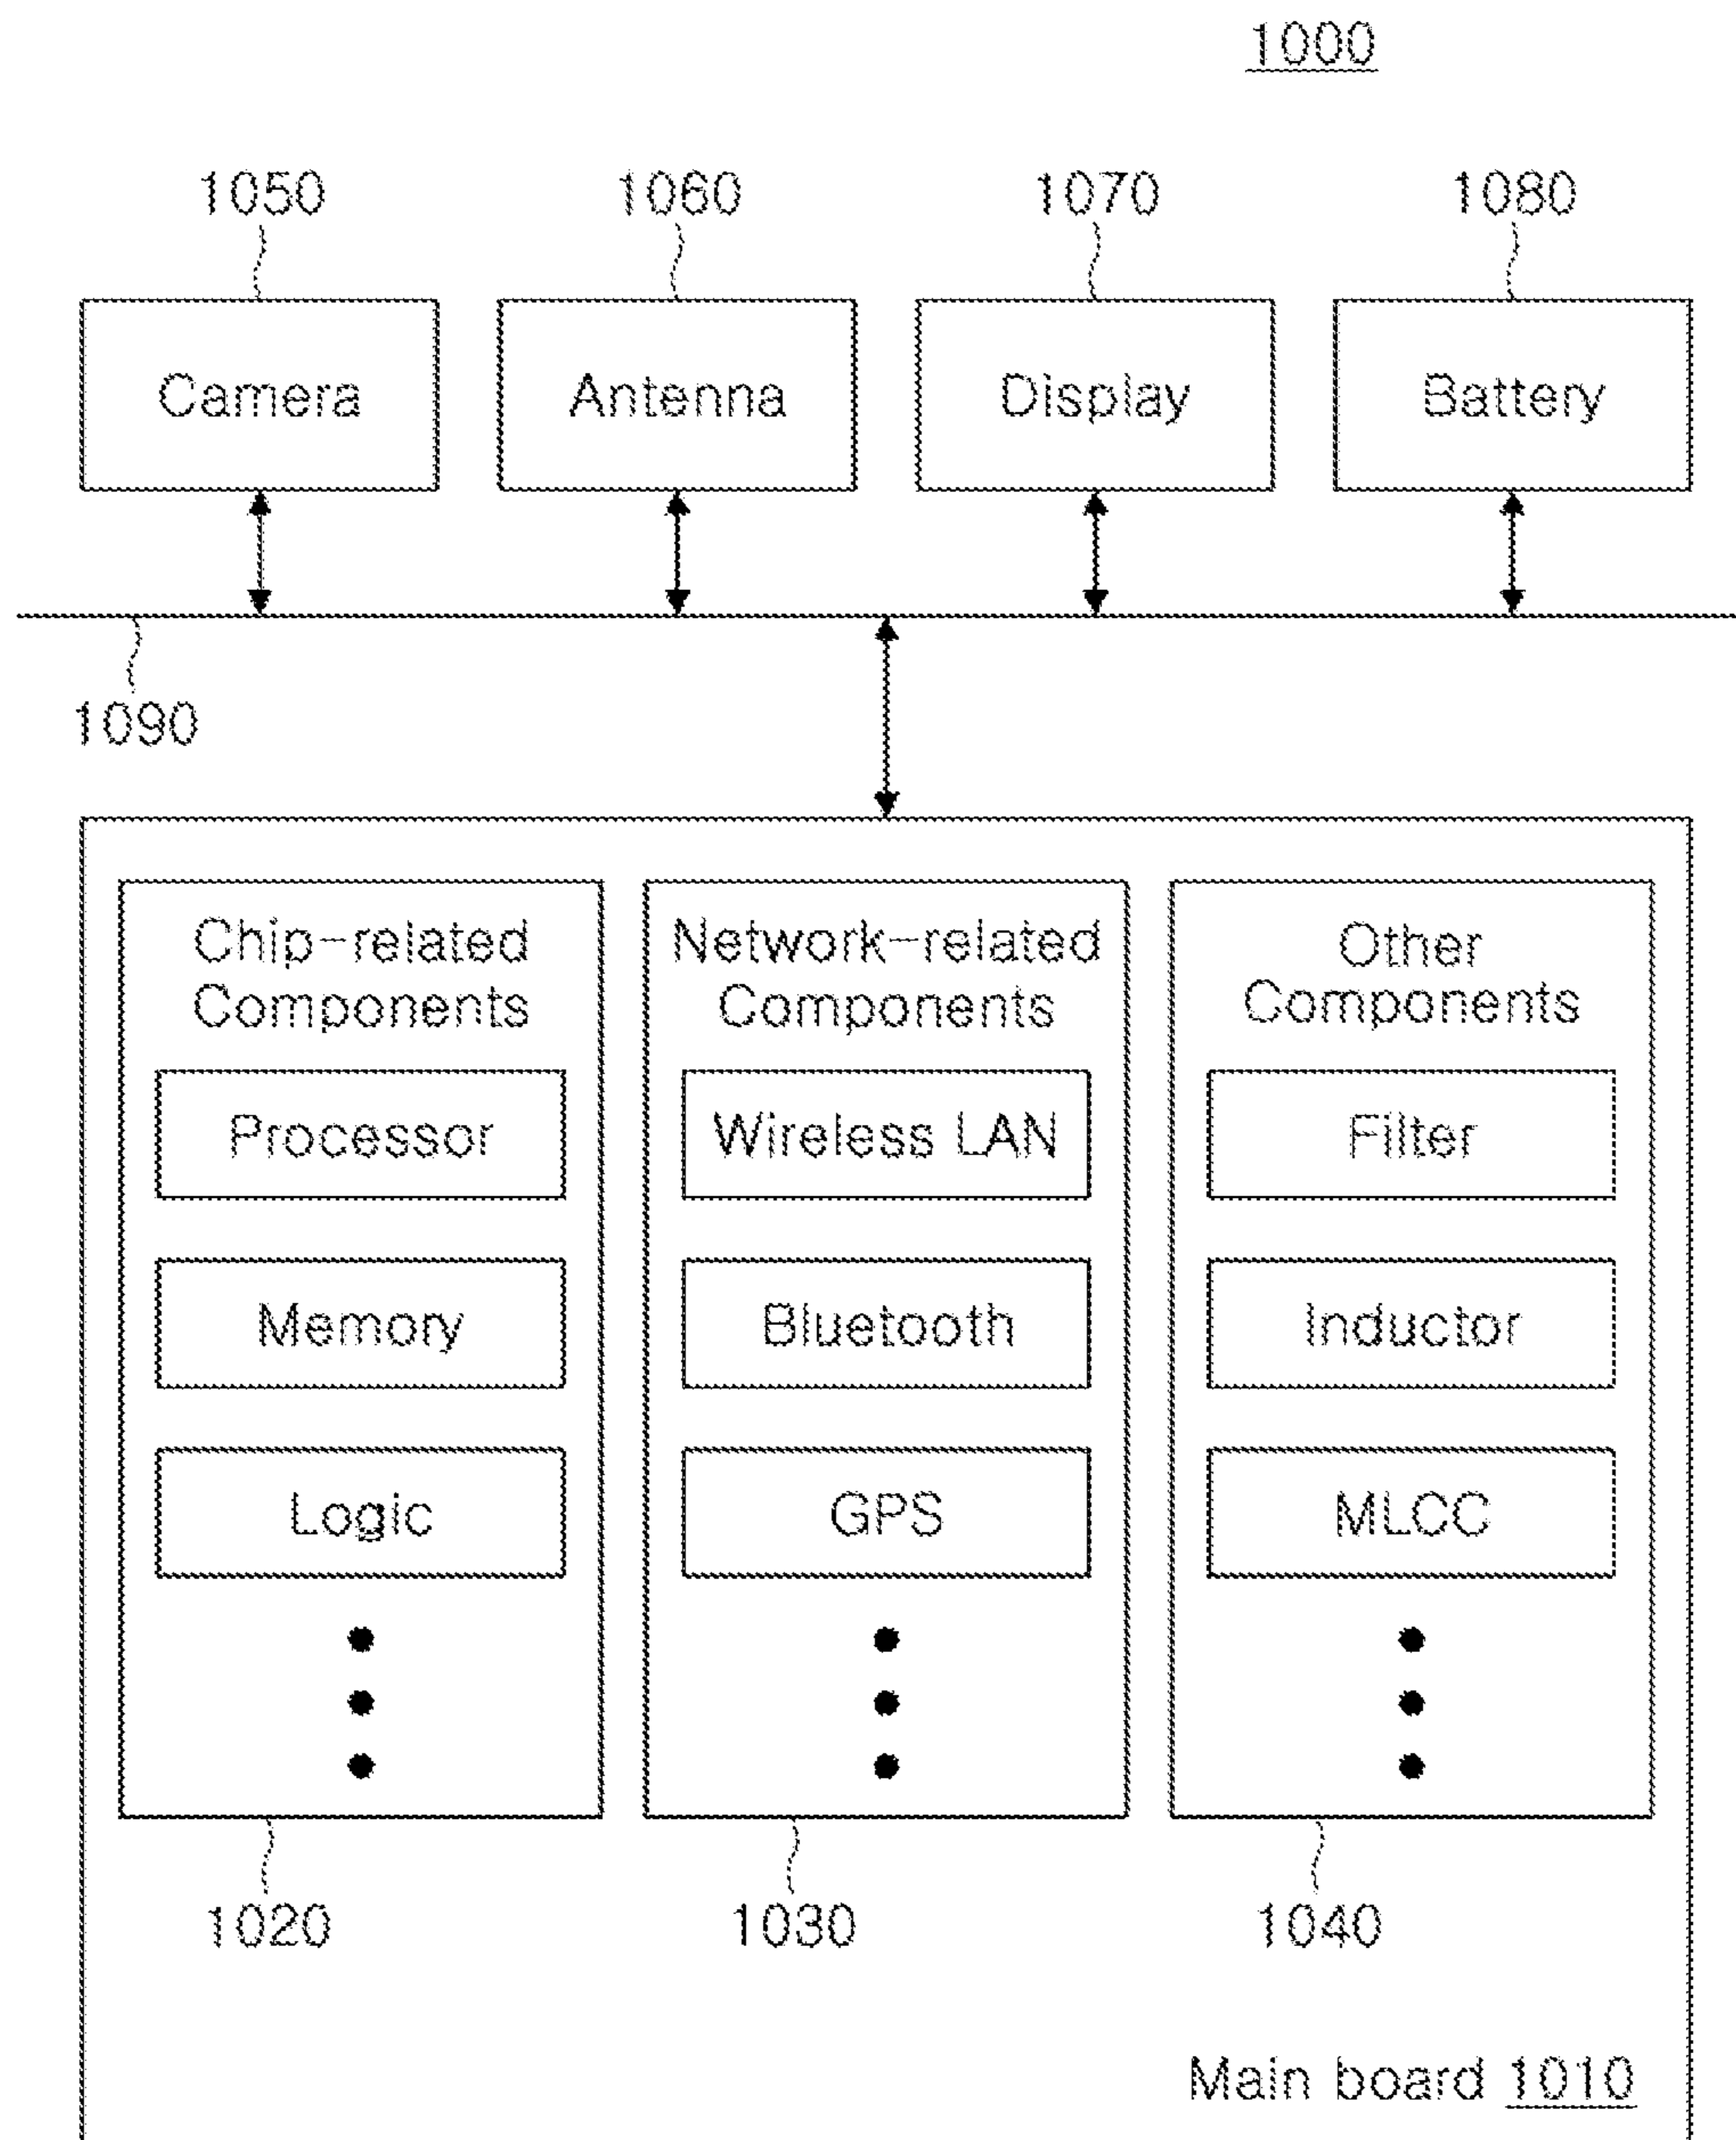 1000
1050
1060
1070
1080
Camera
Antenna
Display
Battery
1090
Chip-related
Components
Processor
Memory
Logic
1020
Network-related
Components
Wireless LAN
Bluetooth
GPS
1030
Other
Components
Filter
Inductor
MLCC
1040
Main board 1010